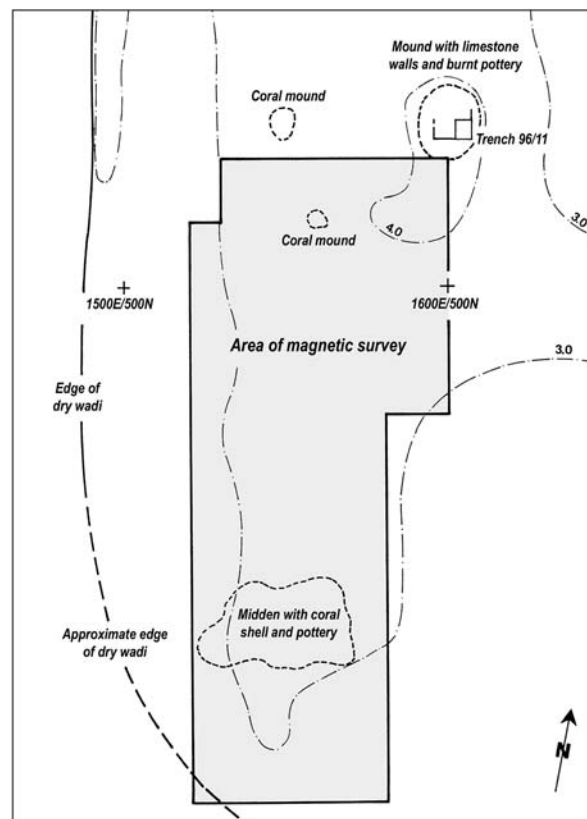 Mound with limestone
walls and burnt pottery
Coral mound
Trench 96/11
4.0
3.0
Coral mound
1500E/500N
1600E/500N
Area of magnetic survey
3.0
Edge of
dry wadi
Midden with coral
shell and pottery
Approximate edge
of dry wadi
N